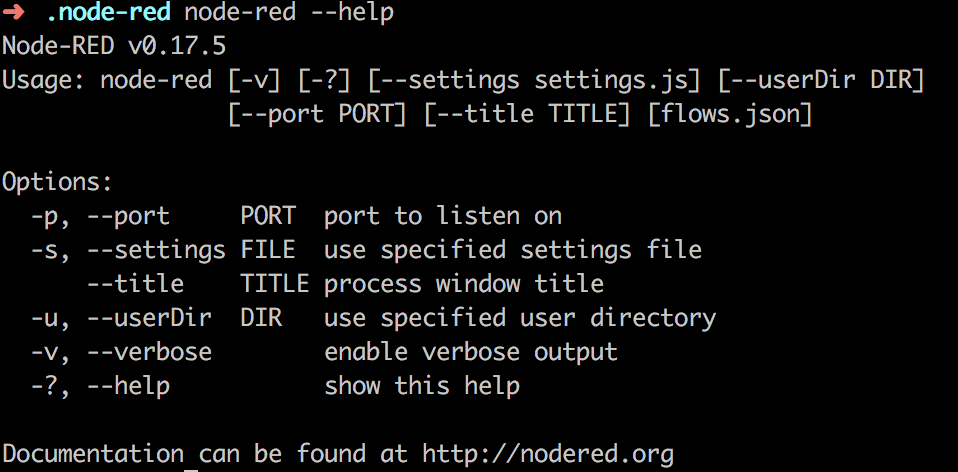 ➜ .node-red node-red --help
Node-RED v0.17.5
Usage: node-red [-v] [-?] [--settings settings.js] [--userDir DIR]
                [--port PORT] [--title TITLE] [flows.json]

Options:
  -p, --port     PORT  port to listen on
  -s, --settings FILE  use specified settings file
      --title    TITLE process window title
  -u, --userDir  DIR   use specified user directory
  -v, --verbose        enable verbose output
  -?, --help           show this help

Documentation can be found at http://nodered.org